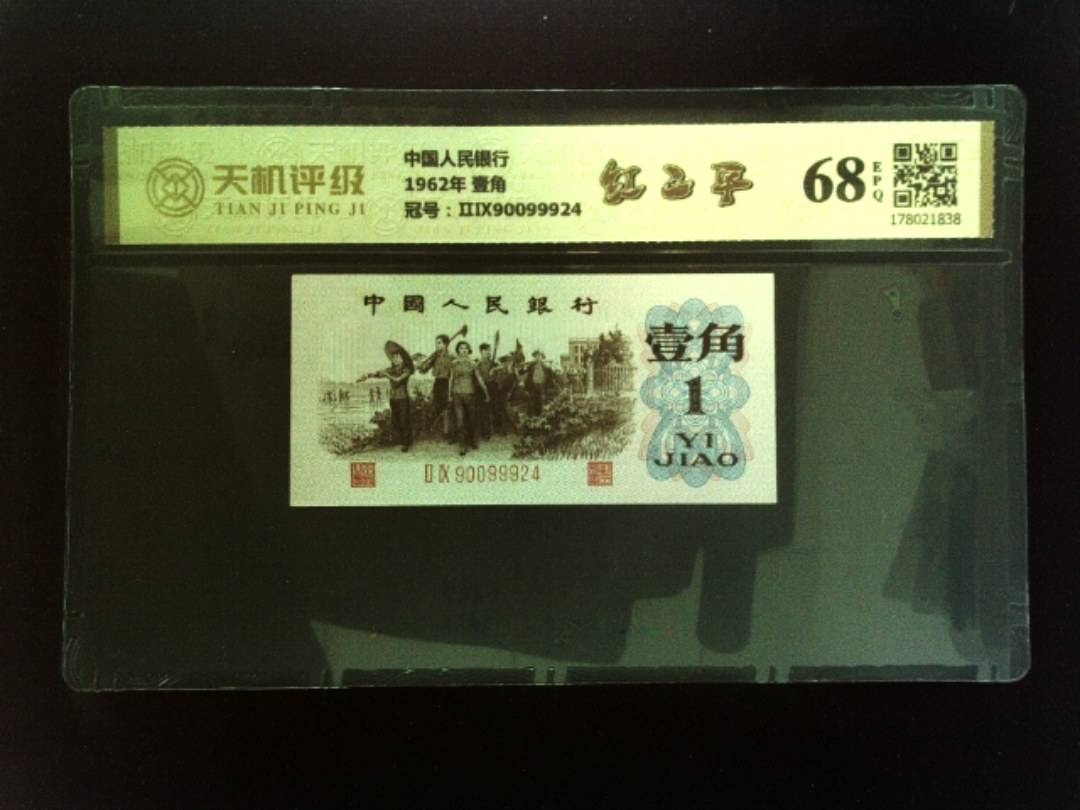 天机评级
TIAN JI PING JI
中国人民银行
1962年 壹角
冠号：ⅡⅨ90099924
红二平
68
EPQ
178021838
中國人民銀行
壹角
1
YI
JIAO
ⅡⅨ90099924